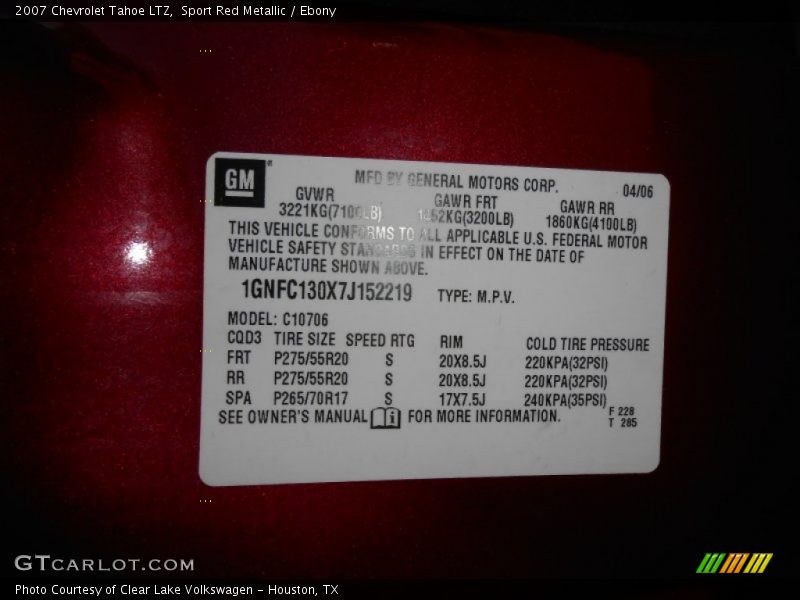 2007 Chevrolet Tahoe LTZ, Sport Red Metallic / Ebony
GM
MFD BY GENERAL MOTORS CORP.
04/06
GVWR GAWR FRT GAWR RR
3221KG(7100LB) 1452KG(3200LB) 1860KG(4100LB)
THIS VEHICLE CONFORMS TO ALL APPLICABLE U.S. FEDERAL MOTOR
VEHICLE SAFETY STANDARDS IN EFFECT ON THE DATE OF
MANUFACTURE SHOWN ABOVE.
1GNFC130X7J152219 TYPE: M.P.V.
MODEL: C10706
CQD3 TIRE SIZE SPEED RTG RIM COLD TIRE PRESSURE
FRT P275/55R20 S 20X8.5J 220KPA(32PSI)
RR P275/55R20 S 20X8.5J 220KPA(32PSI)
SPA P265/70R17 S 17X7.5J 240KPA(35PSI)
SEE OWNER'S MANUAL FOR MORE INFORMATION.
F 228
T 285
GTCARLOT.COM
Photo Courtesy of Clear Lake Volkswagen – Houston, TX